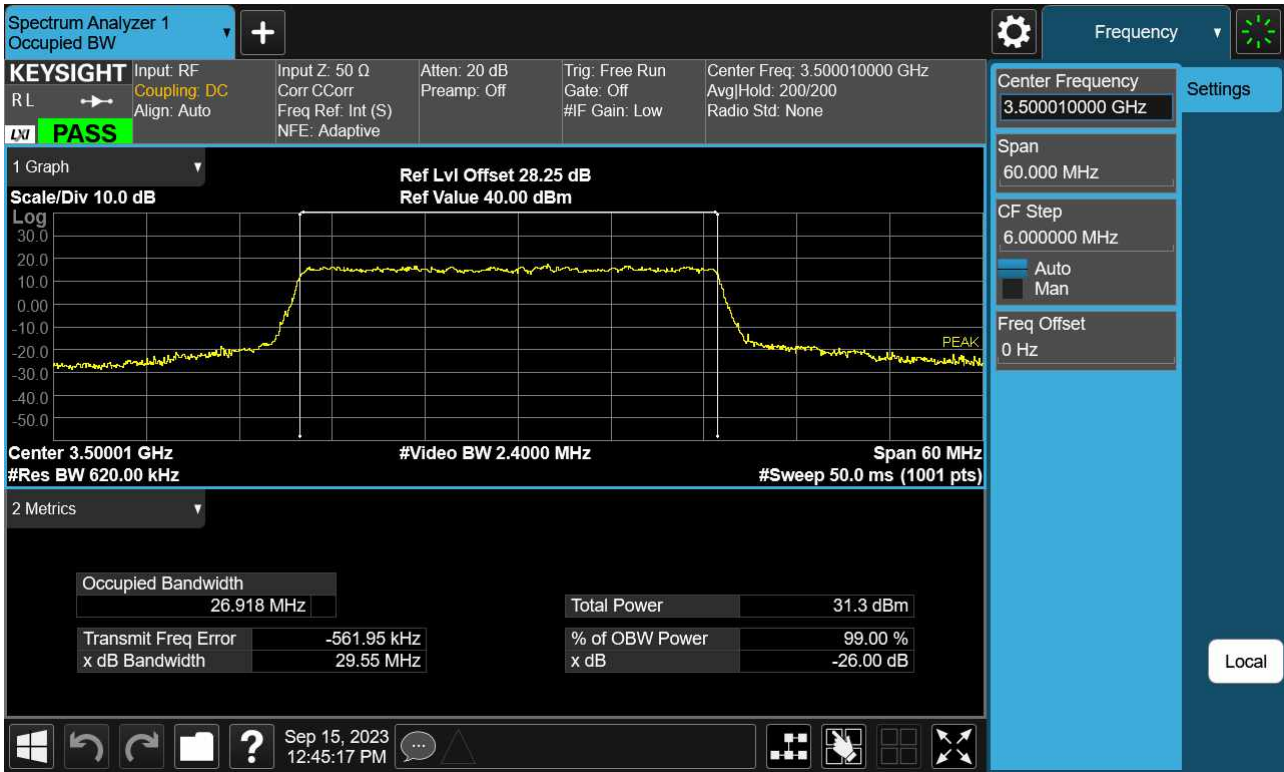 Spectrum Analyzer 1
Occupied BW
Frequency
KEYSIGHT
R L
LXI
PASS
Input: RF
Coupling: DC
Align: Auto
Input Z: 50 Ω
Corr CCorr
Freq Ref: Int (S)
NFE: Adaptive
Atten: 20 dB
Preamp: Off
Trig: Free Run
Gate: Off
#IF Gain: Low
Center Freq: 3.500010000 GHz
Avg|Hold: 200/200
Radio Std: None
Center Frequency
3.500010000 GHz
Settings
Span
60.000 MHz
CF Step
6.000000 MHz
Auto
Man
Freq Offset
0 Hz
Local
1 Graph
Ref Lvl Offset 28.25 dB
Scale/Div 10.0 dB
Ref Value 40.00 dBm
Log
30.0
20.0
10.0
0.00
-10.0
-20.0
-30.0
-40.0
-50.0
PEAK
Center 3.50001 GHz
#Video BW 2.4000 MHz
Span 60 MHz
#Res BW 620.00 kHz
#Sweep 50.0 ms (1001 pts)
2 Metrics
Occupied Bandwidth
26.918 MHz
Total Power 31.3 dBm
Transmit Freq Error -561.95 kHz
% of OBW Power 99.00 %
x dB Bandwidth 29.55 MHz
x dB -26.00 dB
?
Sep 15, 2023
12:45:17 PM